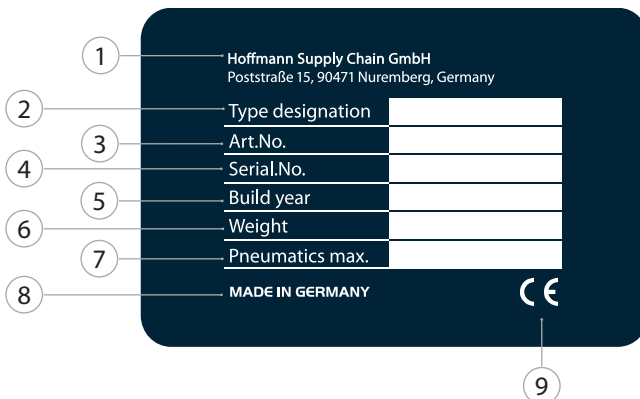 1
Hoffmann Supply Chain GmbH
Poststraße 15, 90471 Nuremberg, Germany
2
Type designation
3
Art.No.
4
Serial.No.
5
Build year
6
Weight
7
Pneumatics max.
8
MADE IN GERMANY
CE
9